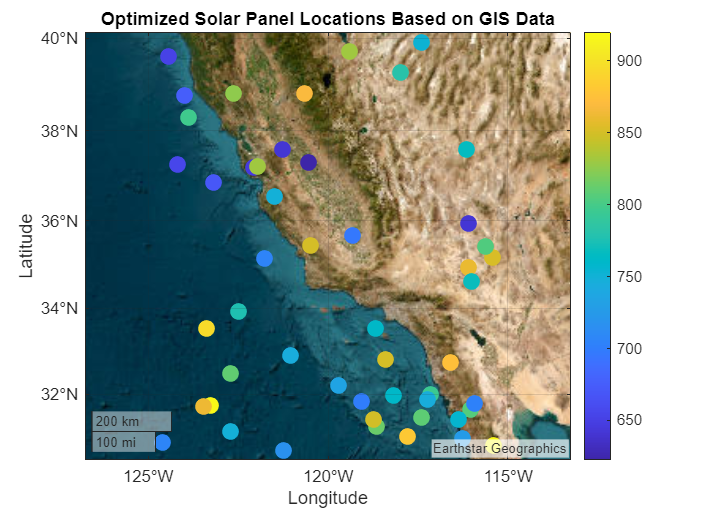 Optimized Solar Panel Locations Based on GIS Data
40°N
38°N
36°N
34°N
32°N
Latitude
200 km
100 mi
Earthstar Geographics
125°W
120°W
115°W
Longitude
900
850
800
750
700
650